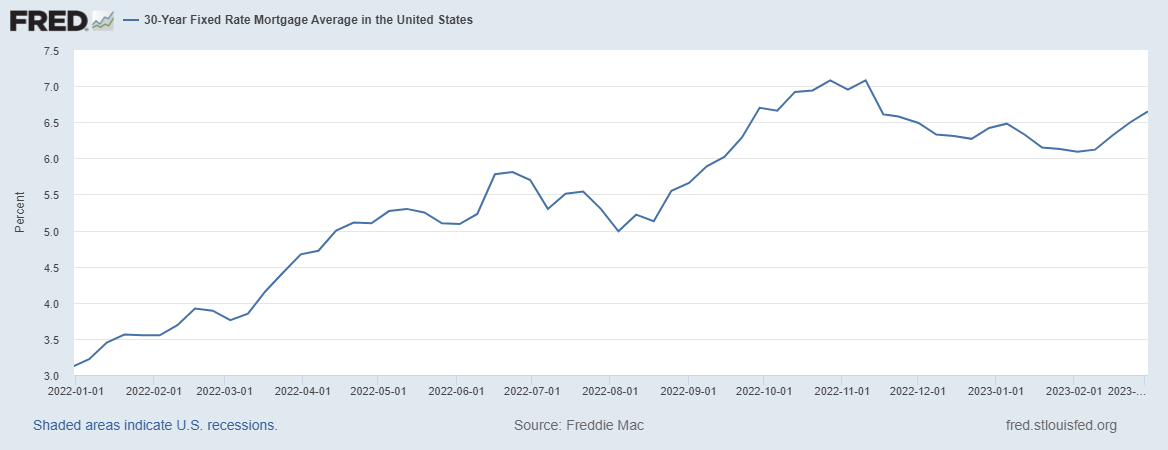 FRED
30-Year Fixed Rate Mortgage Average in the United States
7.5
7.0
6.5
6.0
5.5
5.0
4.5
4.0
3.5
3.0
Percent
2022-01-01 2022-02-01 2022-03-01 2022-04-01 2022-05-01 2022-06-01 2022-07-01 2022-08-01 2022-09-01 2022-10-01 2022-11-01 2022-12-01 2023-01-01 2023-02-01 2023-...
Shaded areas indicate U.S. recessions.
Source: Freddie Mac
fred.stlouisfed.org